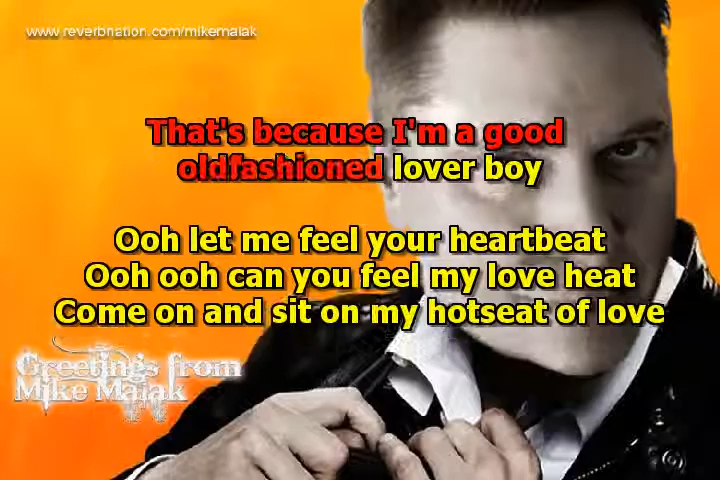 www.reverbnation.com/mikemalak
That's because I'm a good
oldfashioned lover boy
Ooh let me feel your heartbeat
Ooh ooh can you feel my love heat
Come on and sit on my hotseat of love
Greetings from
Mike Malak